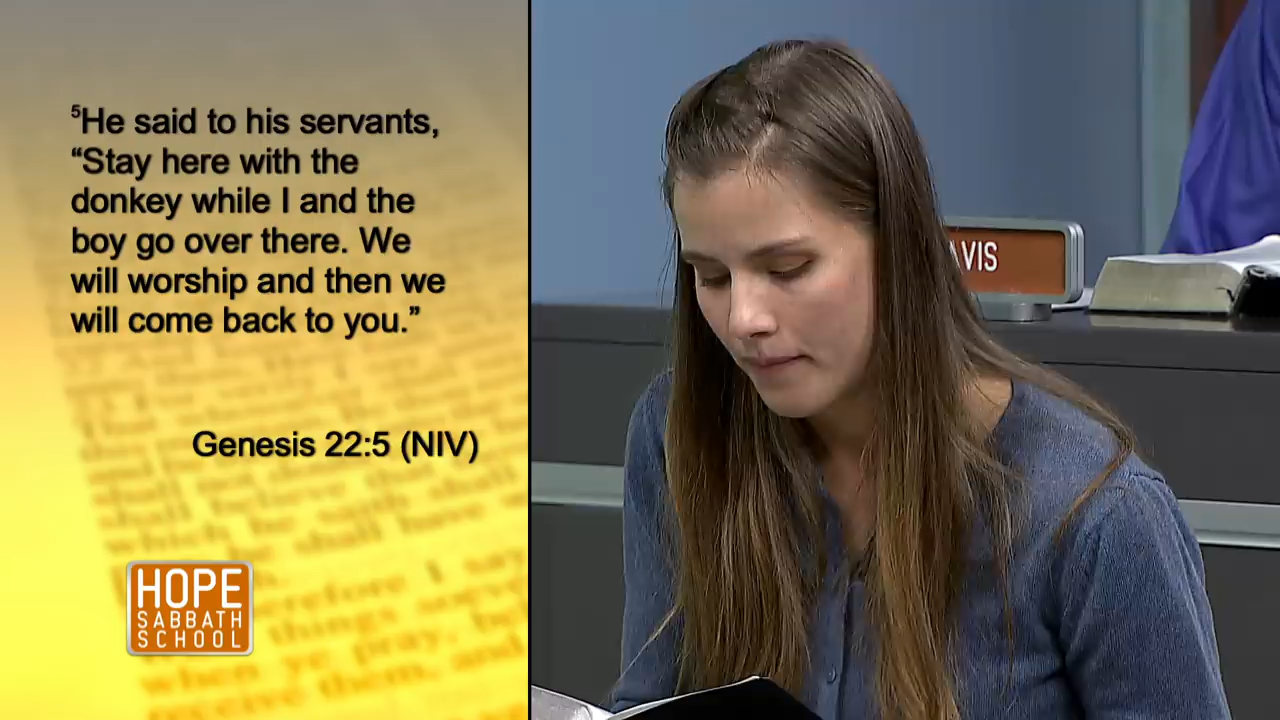 ⁵He said to his servants,
“Stay here with the
donkey while I and the
boy go over there. We
will worship and then we
will come back to you.”
Genesis 22:5 (NIV)
HOPE
SABBATH
SCHOOL
AVIS